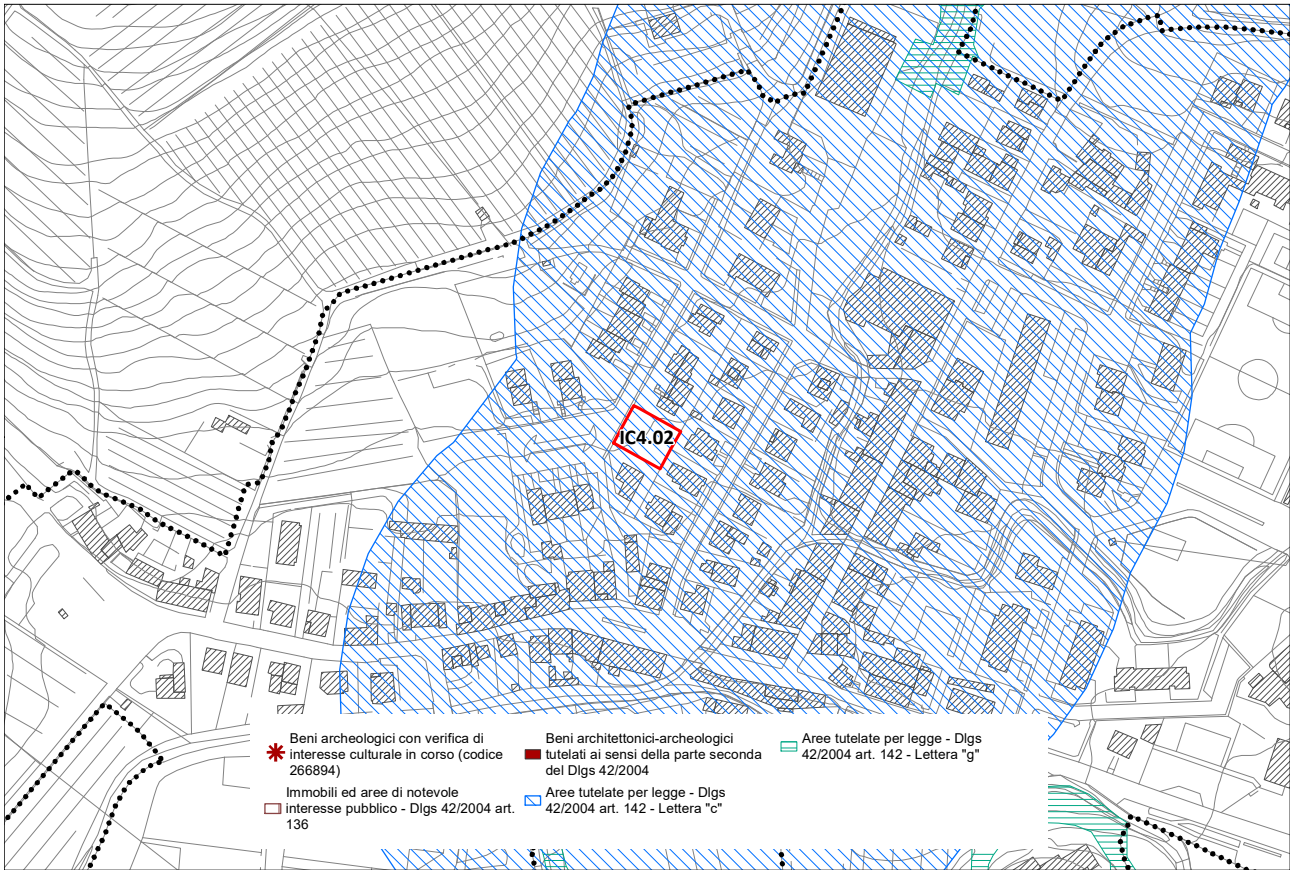 IC4.02
Beni archeologici con verifica di
interesse culturale in corso (codice
266894)
Immobili ed aree di notevole
interesse pubblico - Dlgs 42/2004 art.
136
Beni architettonici-archeologici
tutelati ai sensi della parte seconda
del Dlgs 42/2004
Aree tutelate per legge - Dlgs
42/2004 art. 142 - Lettera "c"
Aree tutelate per legge - Dlgs
42/2004 art. 142 - Lettera "g"